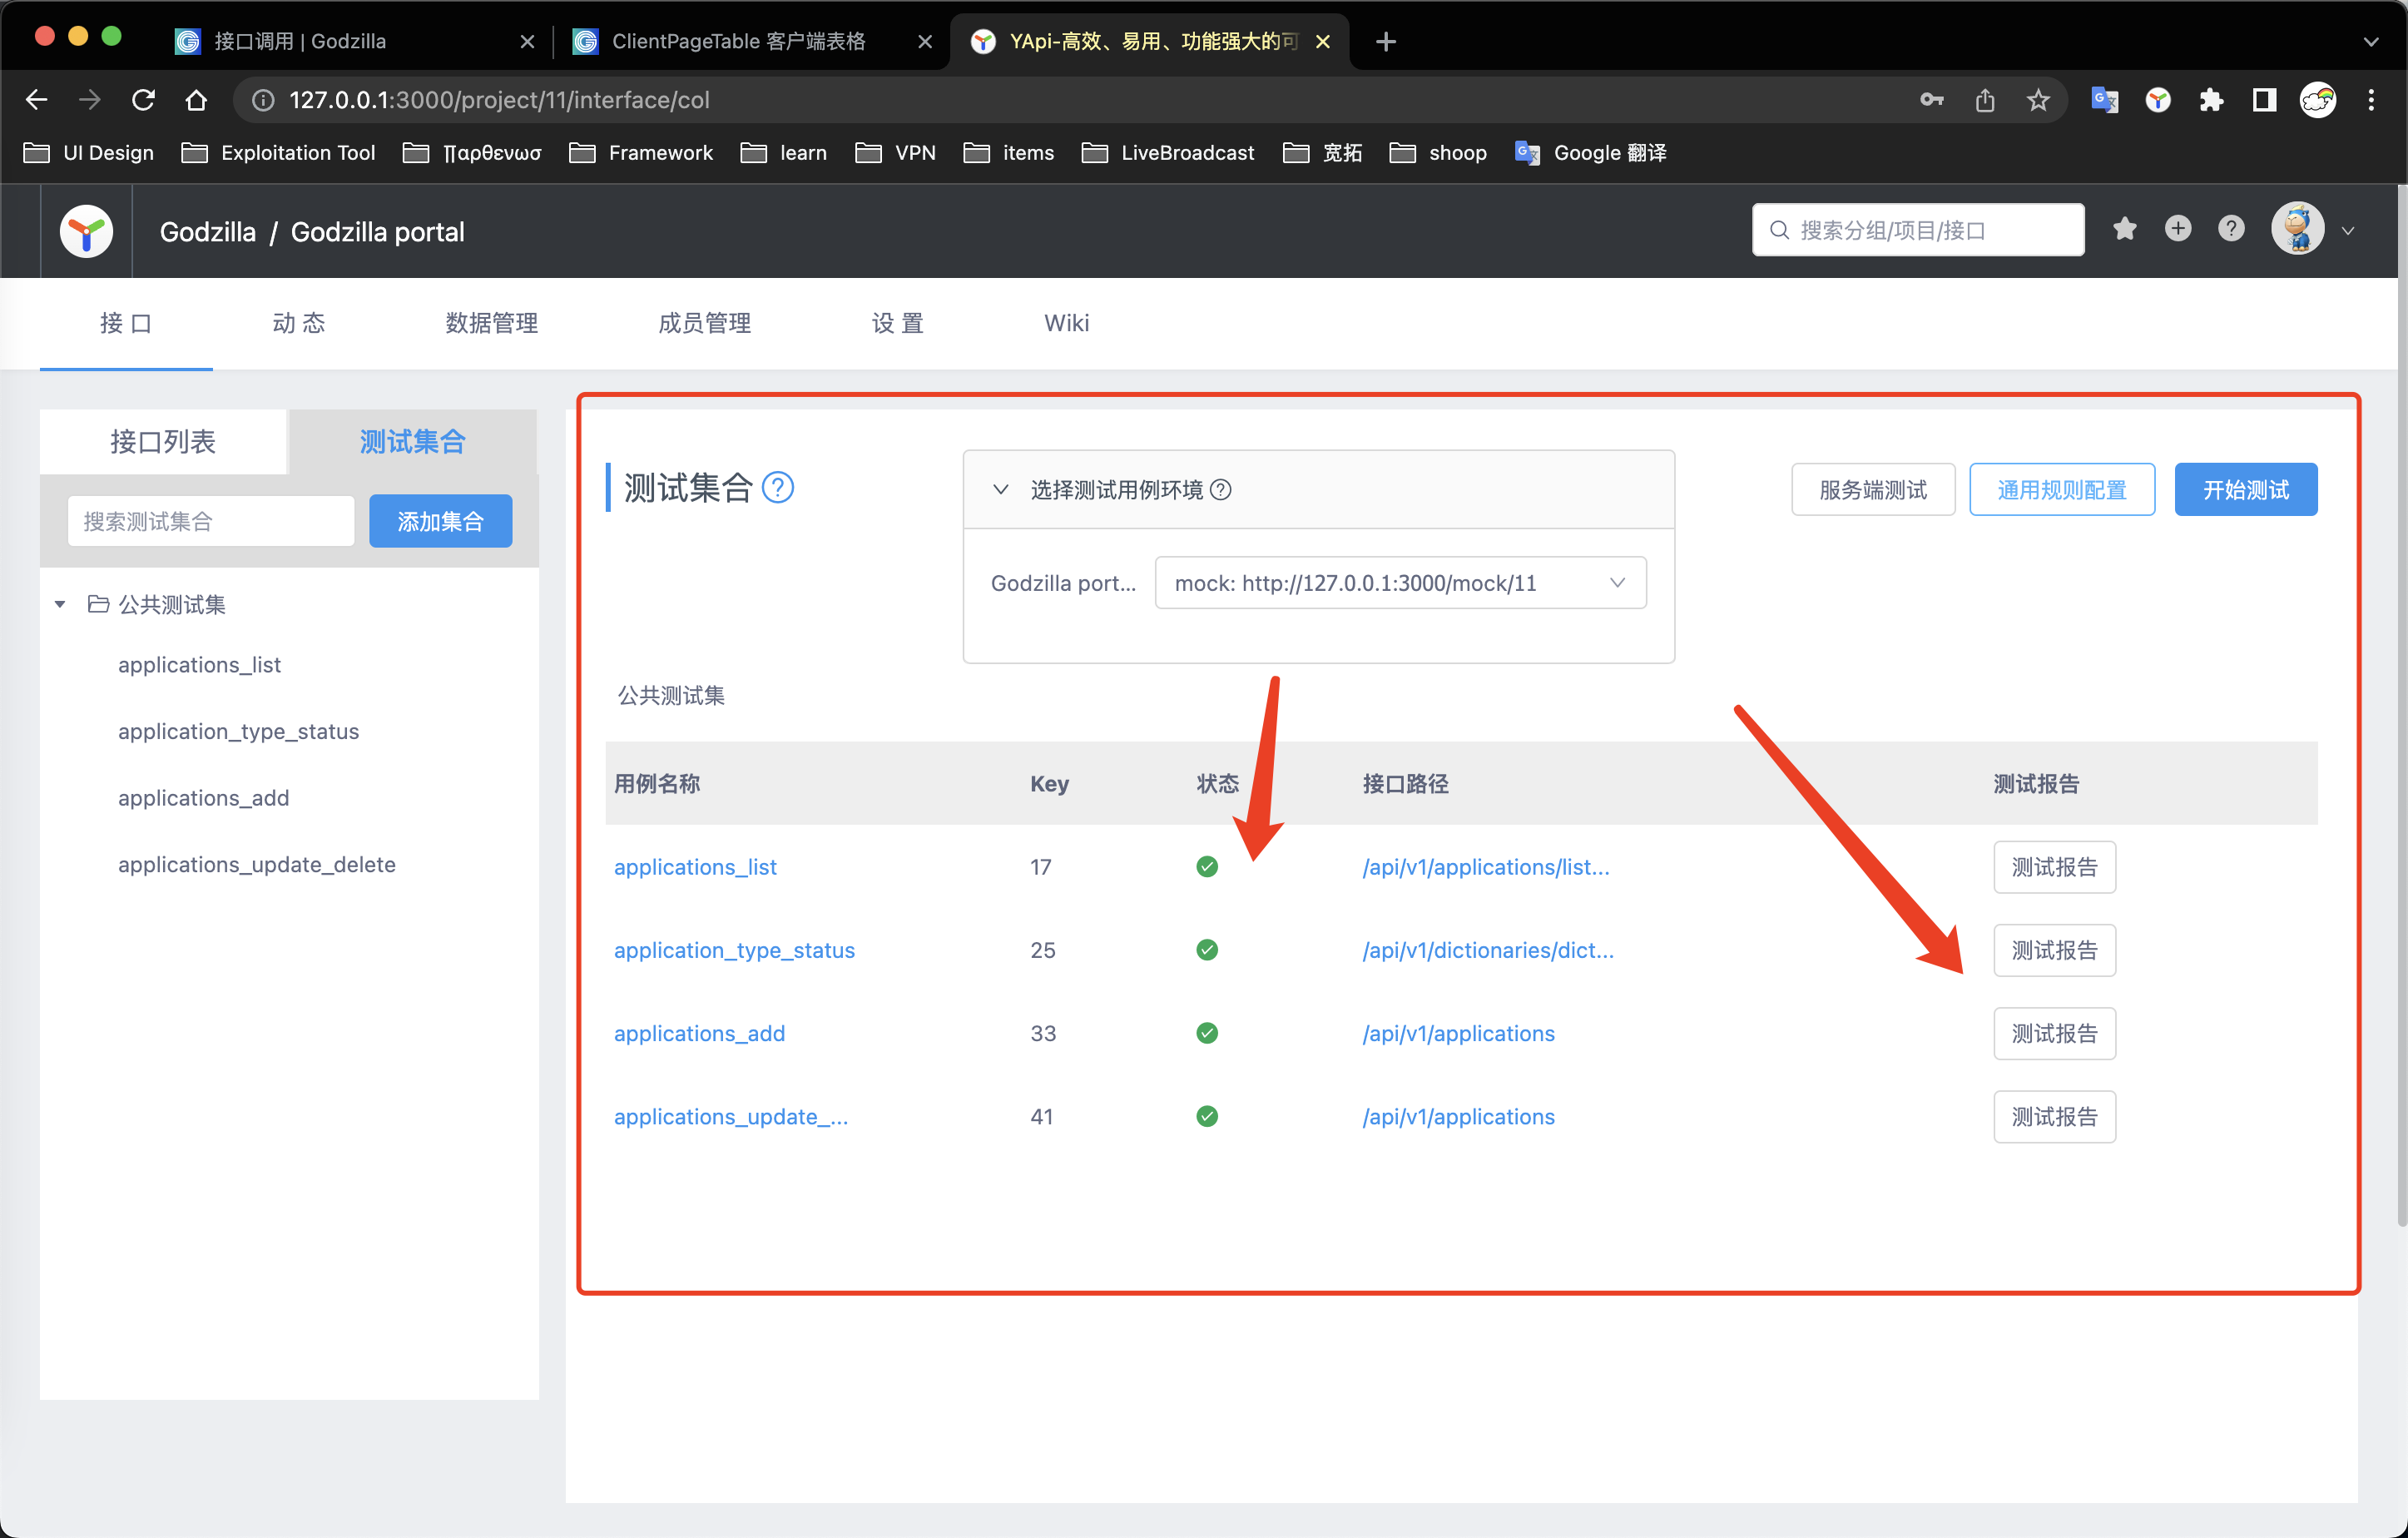 接口调用 | Godzilla
ClientPageTable 客户端表格
YApi-高效、易用、功能强大的可
127.0.0.1:3000/project/11/interface/col
UI Design
Exploitation Tool
∏αρθενωσ
Framework
learn
VPN
items
LiveBroadcast
宽拓
shoop
Google 翻译
Godzilla / Godzilla portal
搜索分组/项目/接口
接 口
动 态
数据管理
成员管理
设 置
Wiki
接口列表
测试集合
搜索测试集合
添加集合
公共测试集
applications_list
application_type_status
applications_add
applications_update_delete
测试集合
选择测试用例环境
服务端测试
通用规则配置
开始测试
Godzilla port...
mock: http://127.0.0.1:3000/mock/11
公共测试集
用例名称 Key 状态 接口路径 测试报告
applications_list 17 /api/v1/applications/list... 测试报告
application_type_status 25 /api/v1/dictionaries/dict... 测试报告
applications_add 33 /api/v1/applications 测试报告
applications_update_... 41 /api/v1/applications 测试报告